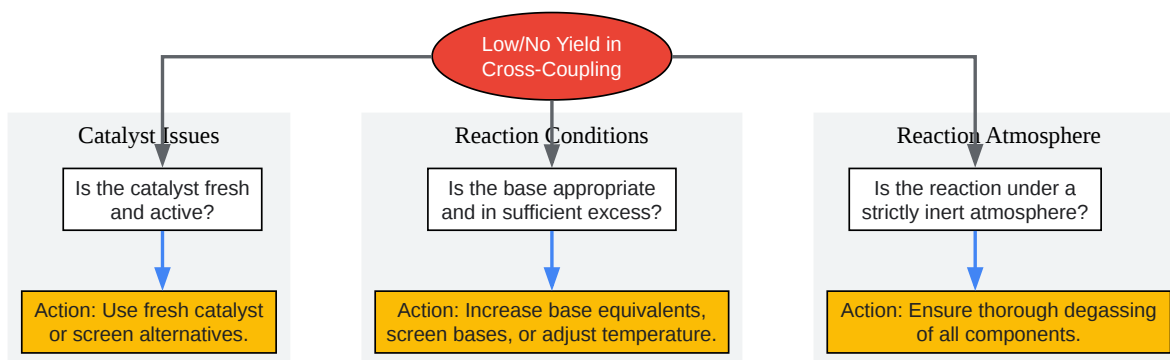 Low/No Yield in
Cross-Coupling
Catalyst Issues
Is the catalyst fresh
and active?
Action: Use fresh catalyst
or screen alternatives.
Reaction Conditions
Is the base appropriate
and in sufficient excess?
Action: Increase base equivalents,
screen bases, or adjust temperature.
Reaction Atmosphere
Is the reaction under a
strictly inert atmosphere?
Action: Ensure thorough degassing
of all components.